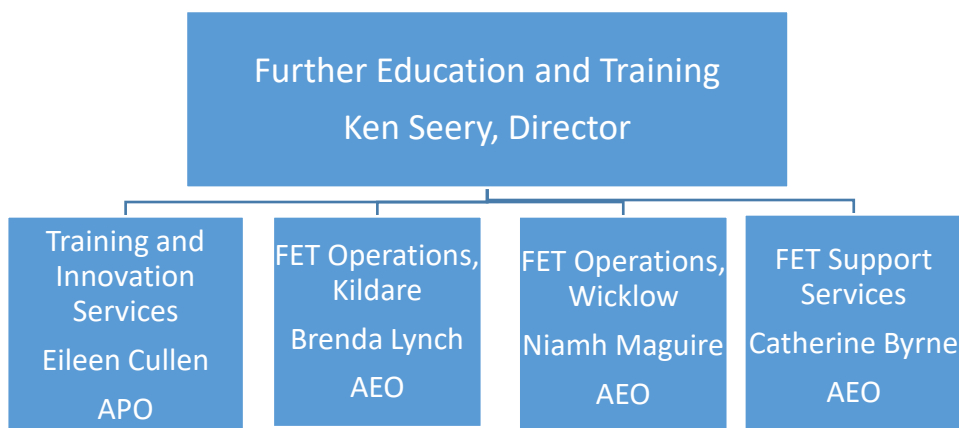 Further Education and Training
Ken Seery, Director
Training and
Innovation
Services
Eileen Cullen
APO
FET Operations,
Kildare
Brenda Lynch
AEO
FET Operations,
Wicklow
Niamh Maguire
AEO
FET Support
Services
Catherine Byrne
AEO